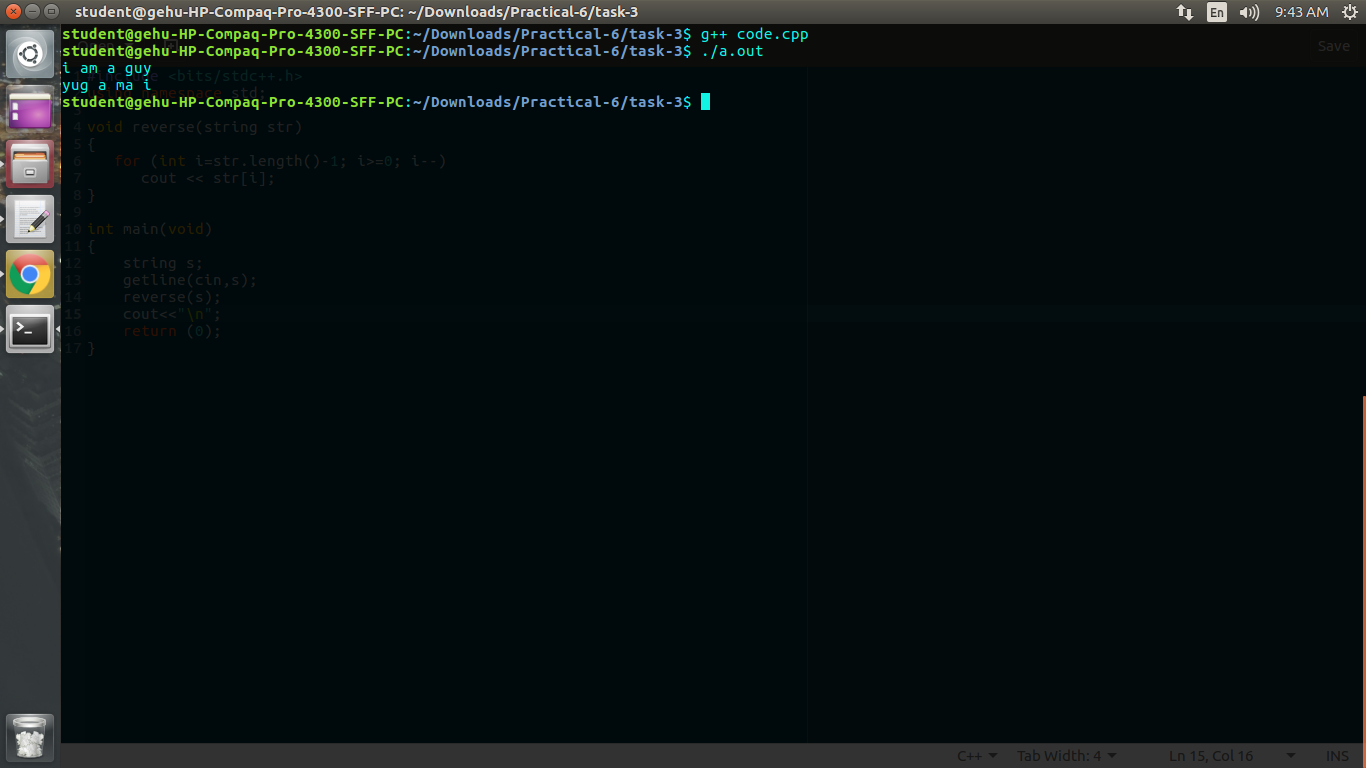 student@gehu-HP-Compaq-Pro-4300-SFF-PC: ~/Downloads/Practical-6/task-3
En
9:43 AM
student@gehu-HP-Compaq-Pro-4300-SFF-PC:~/Downloads/Practical-6/task-3$ g++ code.cpp
student@gehu-HP-Compaq-Pro-4300-SFF-PC:~/Downloads/Practical-6/task-3$ ./a.out
i am a guy
yug a ma i
student@gehu-HP-Compaq-Pro-4300-SFF-PC:~/Downloads/Practical-6/task-3$
Save
<bits/stdc++.h>
namespace std;
4 void reverse(string str)
5 {
6 for (int i=str.length()-1; i>=0; i--)
7 cout << str[i];
8 }
9
10 int main(void)
11 {
12 string s;
13 getline(cin,s);
14 reverse(s);
15 cout<<"\n";
16 return (0);
17 }
C++
Tab Width: 4
Ln 15, Col 16
INS